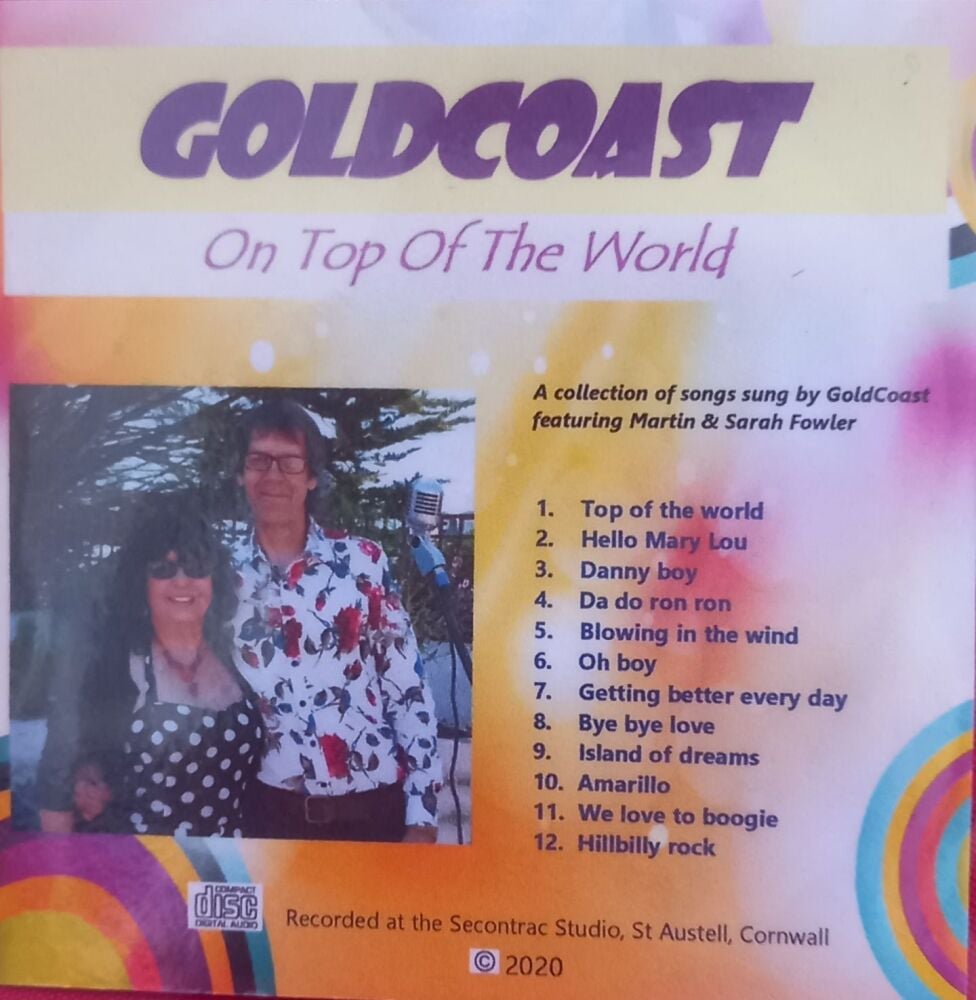 GOLDCOAST
On Top Of The World
A collection of songs sung by GoldCoast
featuring Martin & Sarah Fowler
1. Top of the world
2. Hello Mary Lou
3. Danny boy
4. Da do ron ron
5. Blowing in the wind
6. Oh boy
7. Getting better every day
8. Bye bye love
9. Island of dreams
10. Amarillo
11. We love to boogie
12. Hillbilly rock
COMPACT
disc
DIGITAL AUDIO
Recorded at the Secontrac Studio, St Austell, Cornwall
© 2020